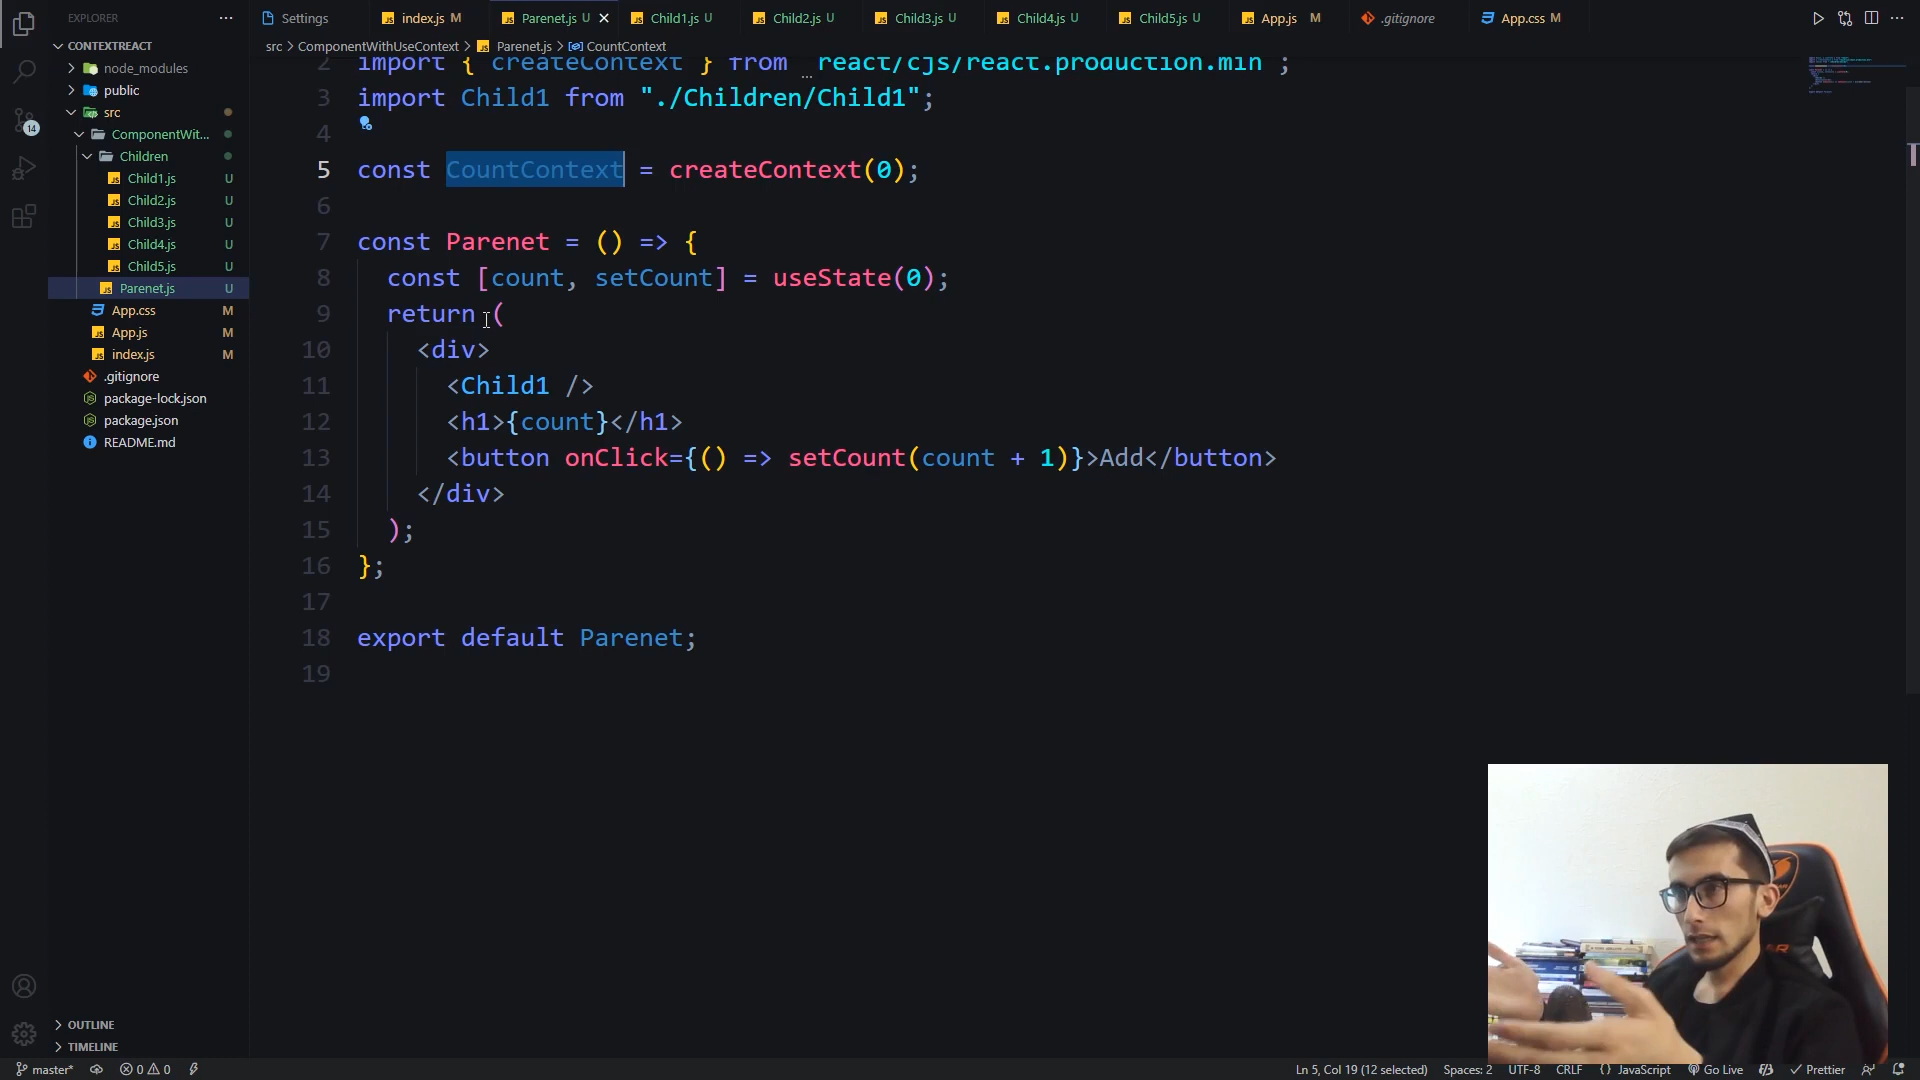 EXPLORER
Settings
index.js M
Parenet.js U
Child1.js U
Child2.js U
Child3.js U
Child4.js U
Child5.js U
App.js M
.gitignore
App.css M
src > ComponentWithUseContext > Parenet.js > CountContext
CONTEXTREACT
node_modules
public
src
ComponentWit...
Children
Child1.js U
Child2.js U
Child3.js U
Child4.js U
Child5.js U
Parenet.js U
App.css M
App.js M
index.js M
.gitignore
package-lock.json
package.json
README.md
14
2 import { createContext } from "react/cjs/react.production.min";
3 import Child1 from "./Children/Child1";
4
5 const CountContext = createContext(0);
6
7 const Parenet = () => {
8 const [count, setCount] = useState(0);
9 return (
10 <div>
11 <Child1 />
12 <h1>{count}</h1>
13 <button onClick={() => setCount(count + 1)}>Add</button>
14 </div>
15 );
16 };
17
18 export default Parenet;
19
OUTLINE
TIMELINE
master* 0 0 Ln 5, Col 19 (12 selected) Spaces: 2 UTF-8 CRLF {} JavaScript Go Live Prettier